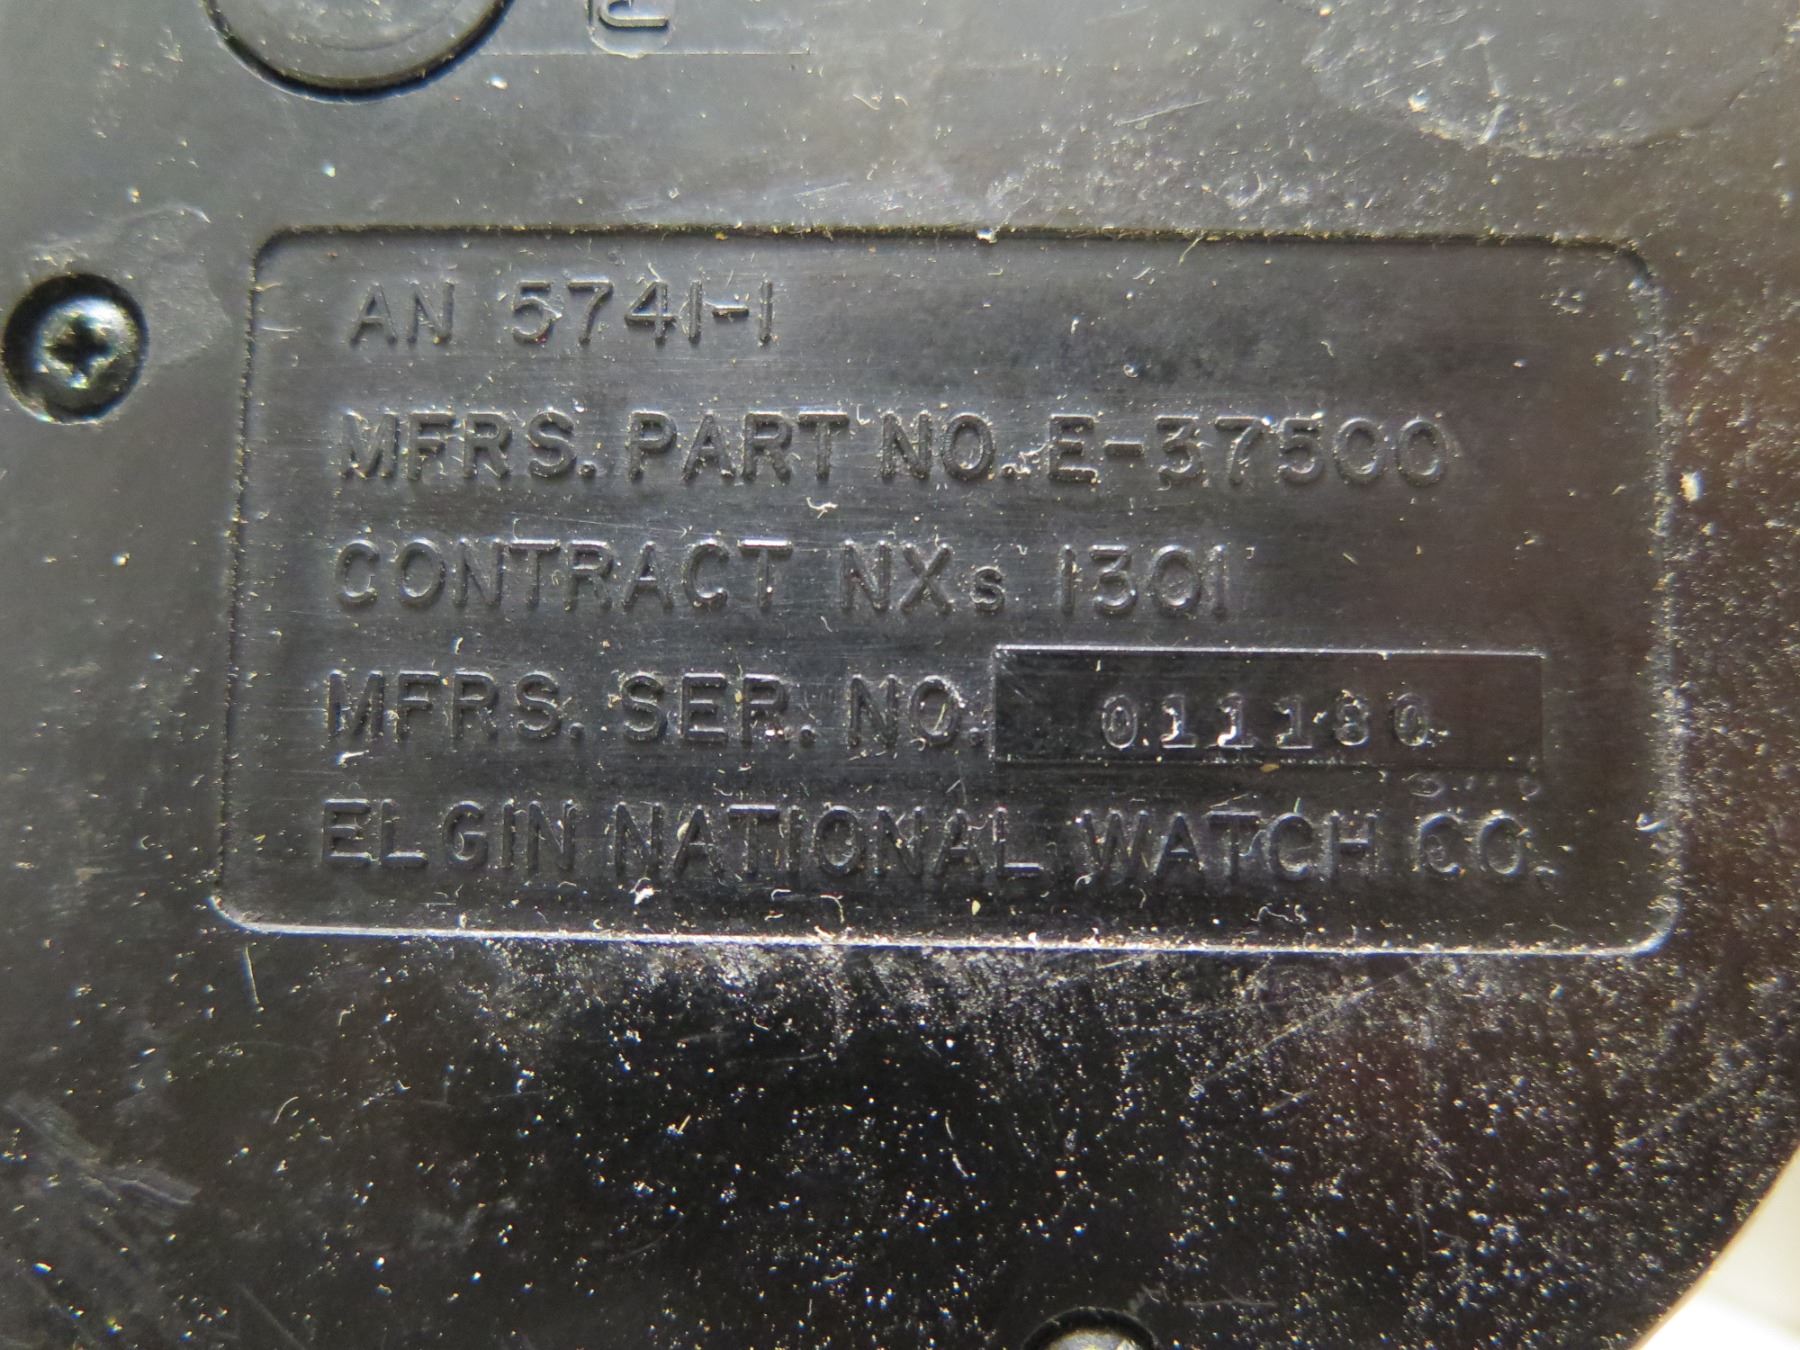 AN 5741-1
MFRS. PART NO. E-37500
CONTRACT NXs 1301
MFRS. SER. NO. 011180
ELGIN NATIONAL WATCH CO.